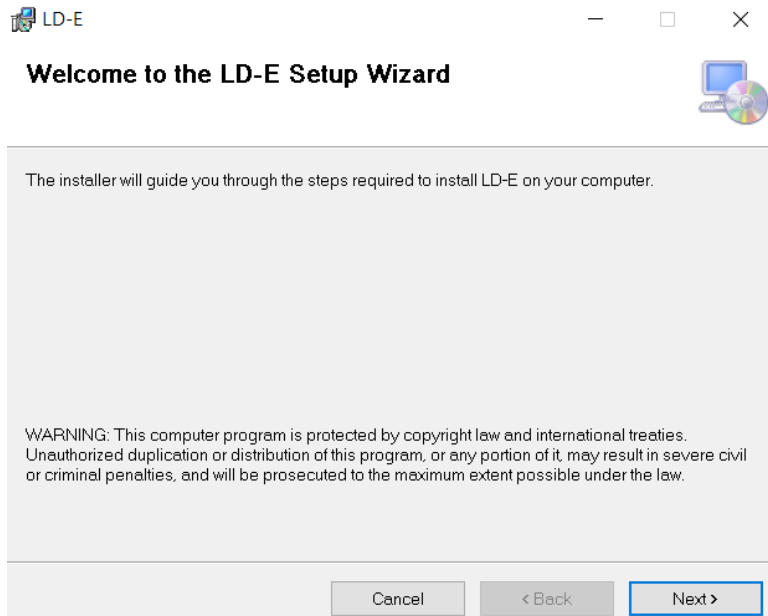 LD-E
Welcome to the LD-E Setup Wizard
The installer will guide you through the steps required to install LD-E on your computer.
WARNING: This computer program is protected by copyright law and international treaties.
Unauthorized duplication or distribution of this program, or any portion of it, may result in severe civil
or criminal penalties, and will be prosecuted to the maximum extent possible under the law.
Cancel
< Back
Next >